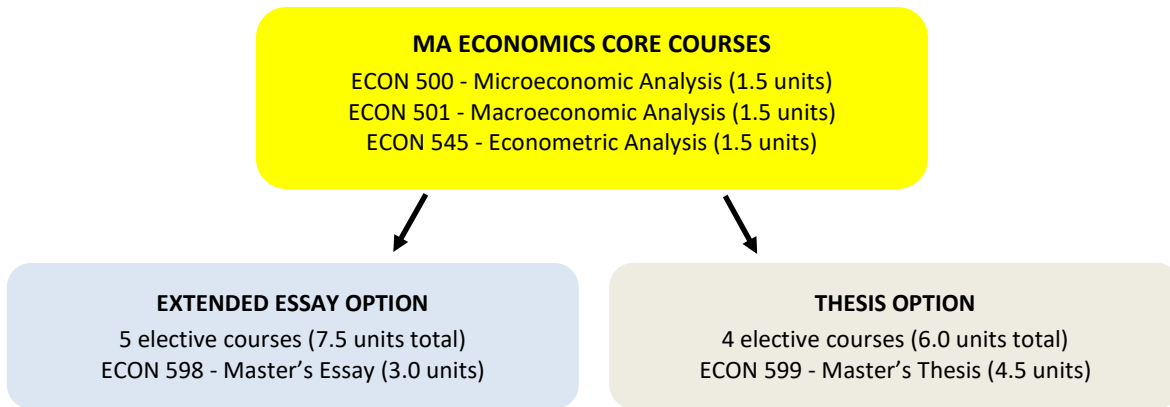 MA ECONOMICS CORE COURSES
ECON 500 - Microeconomic Analysis (1.5 units)
ECON 501 - Macroeconomic Analysis (1.5 units)
ECON 545 - Econometric Analysis (1.5 units)
EXTENDED ESSAY OPTION
5 elective courses (7.5 units total)
ECON 598 - Master’s Essay (3.0 units)
THESIS OPTION
4 elective courses (6.0 units total)
ECON 599 - Master’s Thesis (4.5 units)